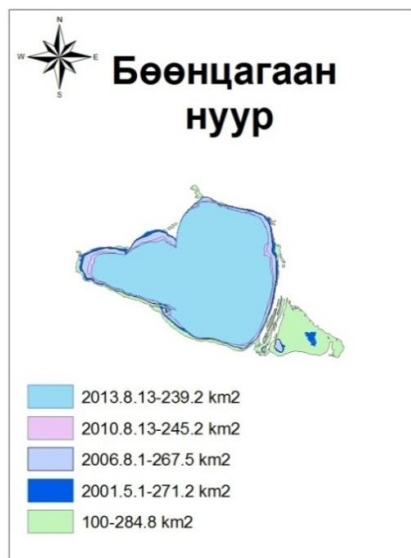 N
W E
S
Бөөнцагаан
нуур
2013.8.13-239.2 km2
2010.8.13-245.2 km2
2006.8.1-267.5 km2
2001.5.1-271.2 km2
100-284.8 km2